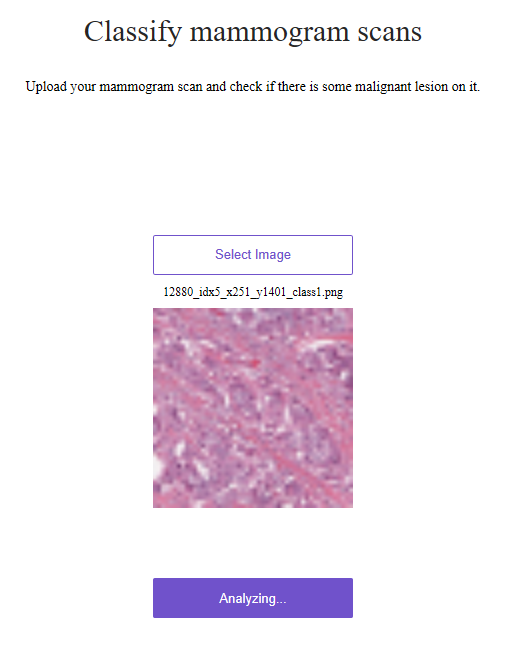 Classify mammogram scans
Upload your mammogram scan and check if there is some malignant lesion on it.
Select Image
12880_idx5_x251_y1401_class1.png
Analyzing...